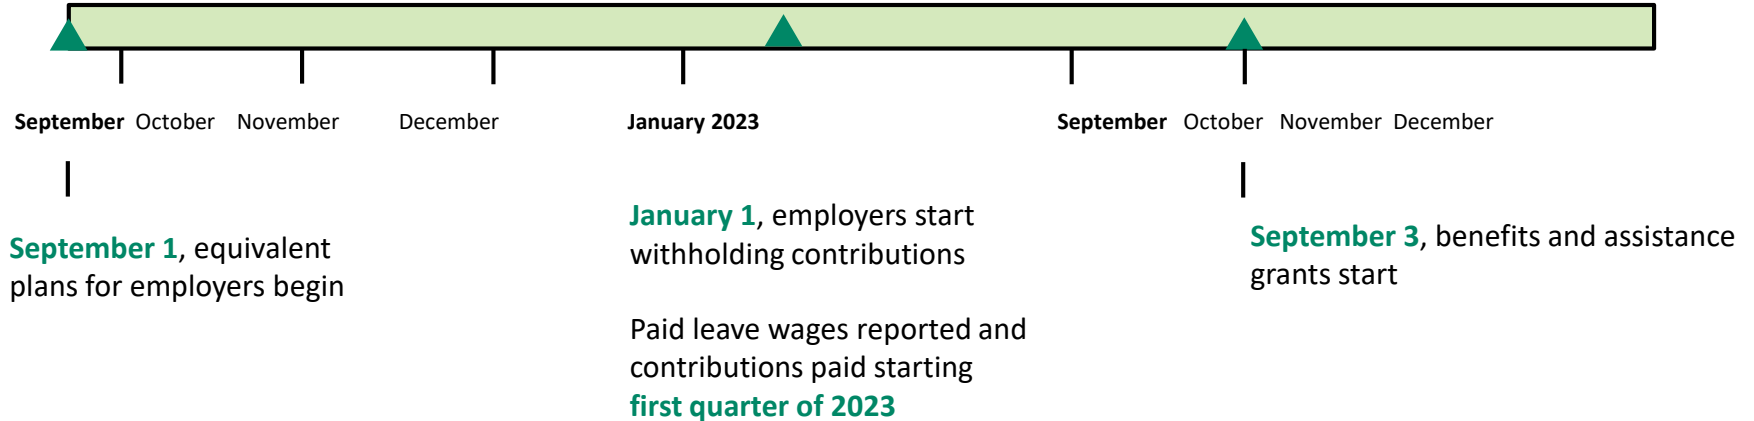 September October November December January 2023 September October November December
September 1, equivalent
plans for employers begin
January 1, employers start
withholding contributions
Paid leave wages reported and
contributions paid starting
first quarter of 2023
September 3, benefits and assistance
grants start